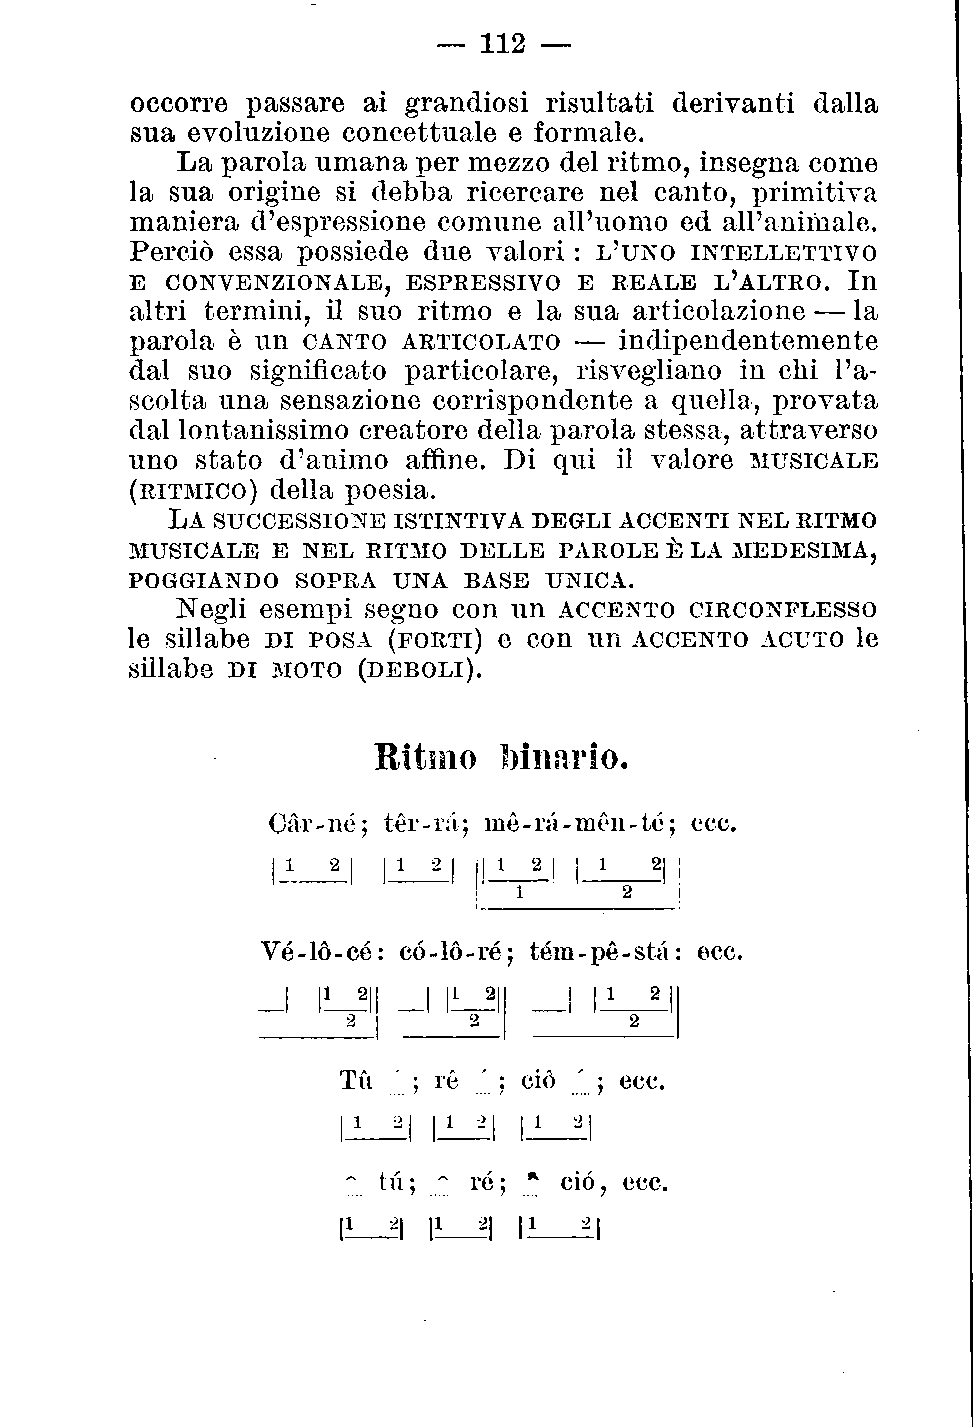 — 112 —
occorre passare ai grandiosi risultati derivanti dalla
sua evoluzione concettuale e formale.
La parola umana per mezzo del ritmo, insegna come
la sua origine si debba ricercare nel canto, primitiva
maniera d'espressione comune all'uomo ed all'animale.
Perciò essa possiede due valori : L'UNO INTELLETTIVO
E CONVENZIONALE, ESPRESSIVO E REALE L'ALTRO. In
altri termini, il suo ritmo e la sua articolazione — la
parola è un CANTO ARTICOLATO — indipendentemente
dal suo significato particolare, risvegliano in chi l'a-
scolta una sensazione corrispondente a quella, provata
dal lontanissimo creatore della parola stessa, attraverso
uno stato d'animo affine. Di qui il valore MUSICALE
(RITMICO) della poesia.
LA SUCCESSIONE ISTINTIVA DEGLI ACCENTI NEL RITMO
MUSICALE E NEL RITMO DELLE PAROLE È LA MEDESIMA,
POGGIANDO SOPRA UNA BASE UNICA.
Negli esempi segno con un ACCENTO CIRCONFLESSO
le sillabe DI POSA (FORTI) e con un ACCENTO ACUTO le
sillabe DI MOTO (DEBOLI).
Ritmo binario.
Câr-né; têr-rá; mê-rá-mên-té; ecc.
1 2 1 2 1 2 1 2
1 2
Vé-lô-cé: có-lô-ré; tém-pê-stá: ecc.
1 2 1 2 1 2
2 2 2
Tû ´ ; rê ´ ; ciô ´ ; ecc.
1 2 1 2 1 2
^ tú; ^ ré; ^ ció, ecc.
1 2 1 2 1 2